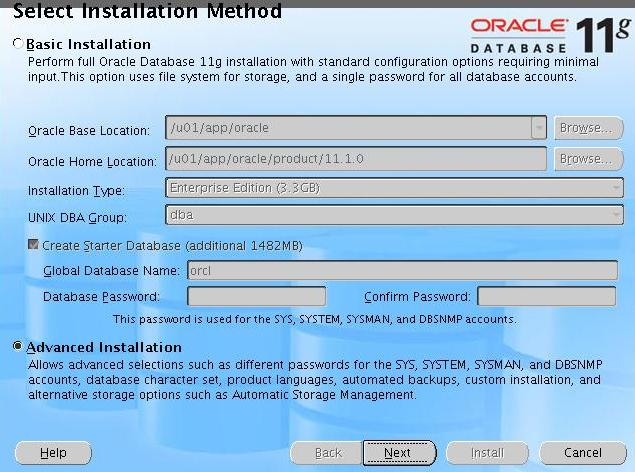 Select Installation Method
ORACLE 11g
DATABASE
Basic Installation
Perform full Oracle Database 11g installation with standard configuration options requiring minimal
input.This option uses file system for storage, and a single password for all database accounts.
Oracle Base Location: /u01/app/oracle Browse...
Oracle Home Location: /u01/app/oracle/product/11.1.0 Browse...
Installation Type: Enterprise Edition (3.3GB)
UNIX DBA Group: dba
Create Starter Database (additional 1482MB)
Global Database Name: orcl
Database Password: Confirm Password:
This password is used for the SYS, SYSTEM, SYSMAN, and DBSNMP accounts.
Advanced Installation
Allows advanced selections such as different passwords for the SYS, SYSTEM, SYSMAN, and DBSNMP
accounts, database character set, product languages, automated backups, custom installation, and
alternative storage options such as Automatic Storage Management.
Help Back Next Install Cancel